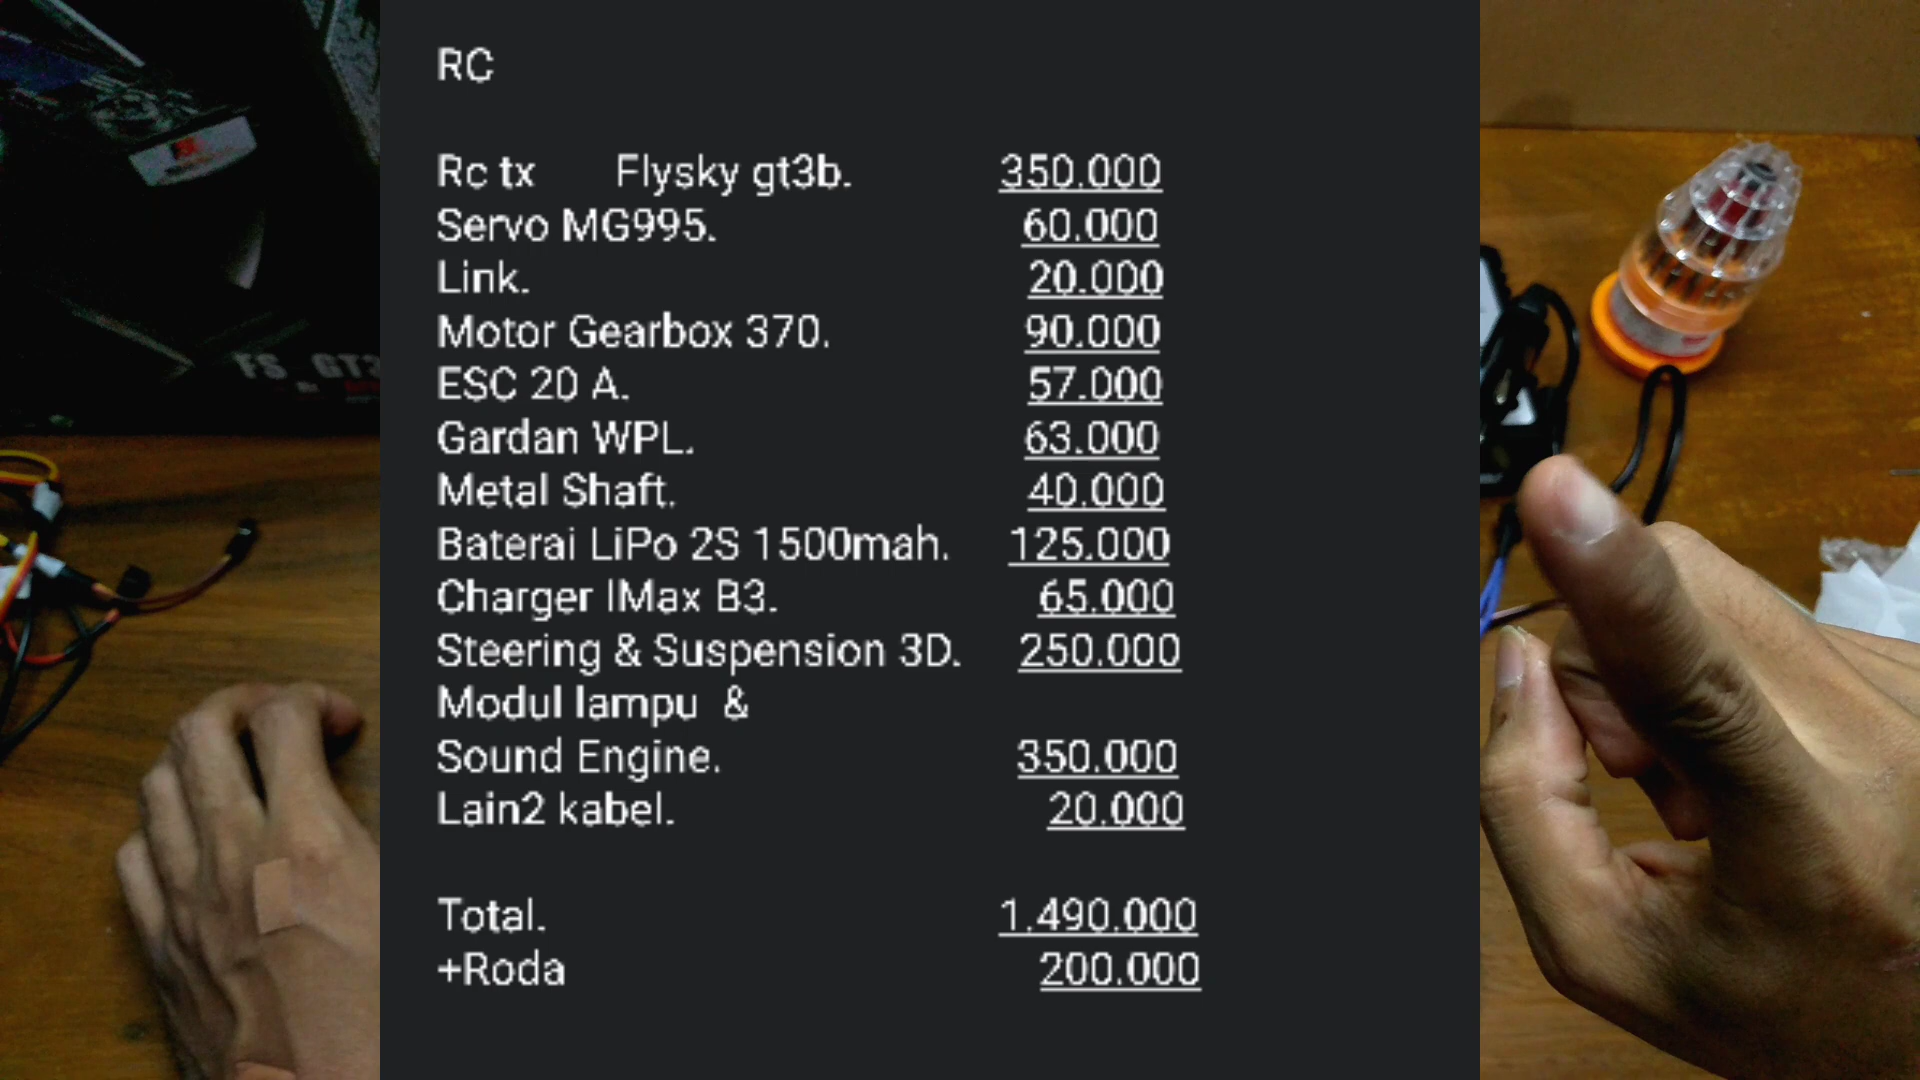 RC
Rc tx Flysky gt3b. 350.000
Servo MG995. 60.000
Link. 20.000
Motor Gearbox 370. 90.000
ESC 20 A. 57.000
Gardan WPL. 63.000
Metal Shaft. 40.000
Baterai LiPo 2S 1500mah. 125.000
Charger IMax B3. 65.000
Steering & Suspension 3D. 250.000
Modul lampu &
Sound Engine. 350.000
Lain2 kabel. 20.000
Total. 1.490.000
+Roda 200.000
FS GT3